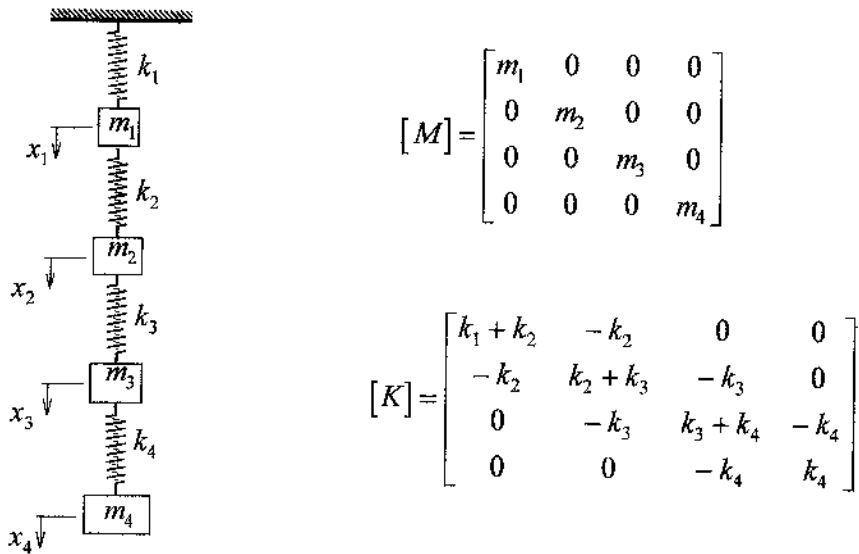 k₁
m₁
x₁
k₂
m₂
x₂
k₃
m₃
x₃
k₄
m₄
x₄
[M] = [m₁ 0 0 0
0 m₂ 0 0
0 0 m₃ 0
0 0 0 m₄]
[K] = [k₁ + k₂ −k₂ 0 0
−k₂ k₂ + k₃ −k₃ 0
0 −k₃ k₃ + k₄ −k₄
0 0 −k₄ k₄]